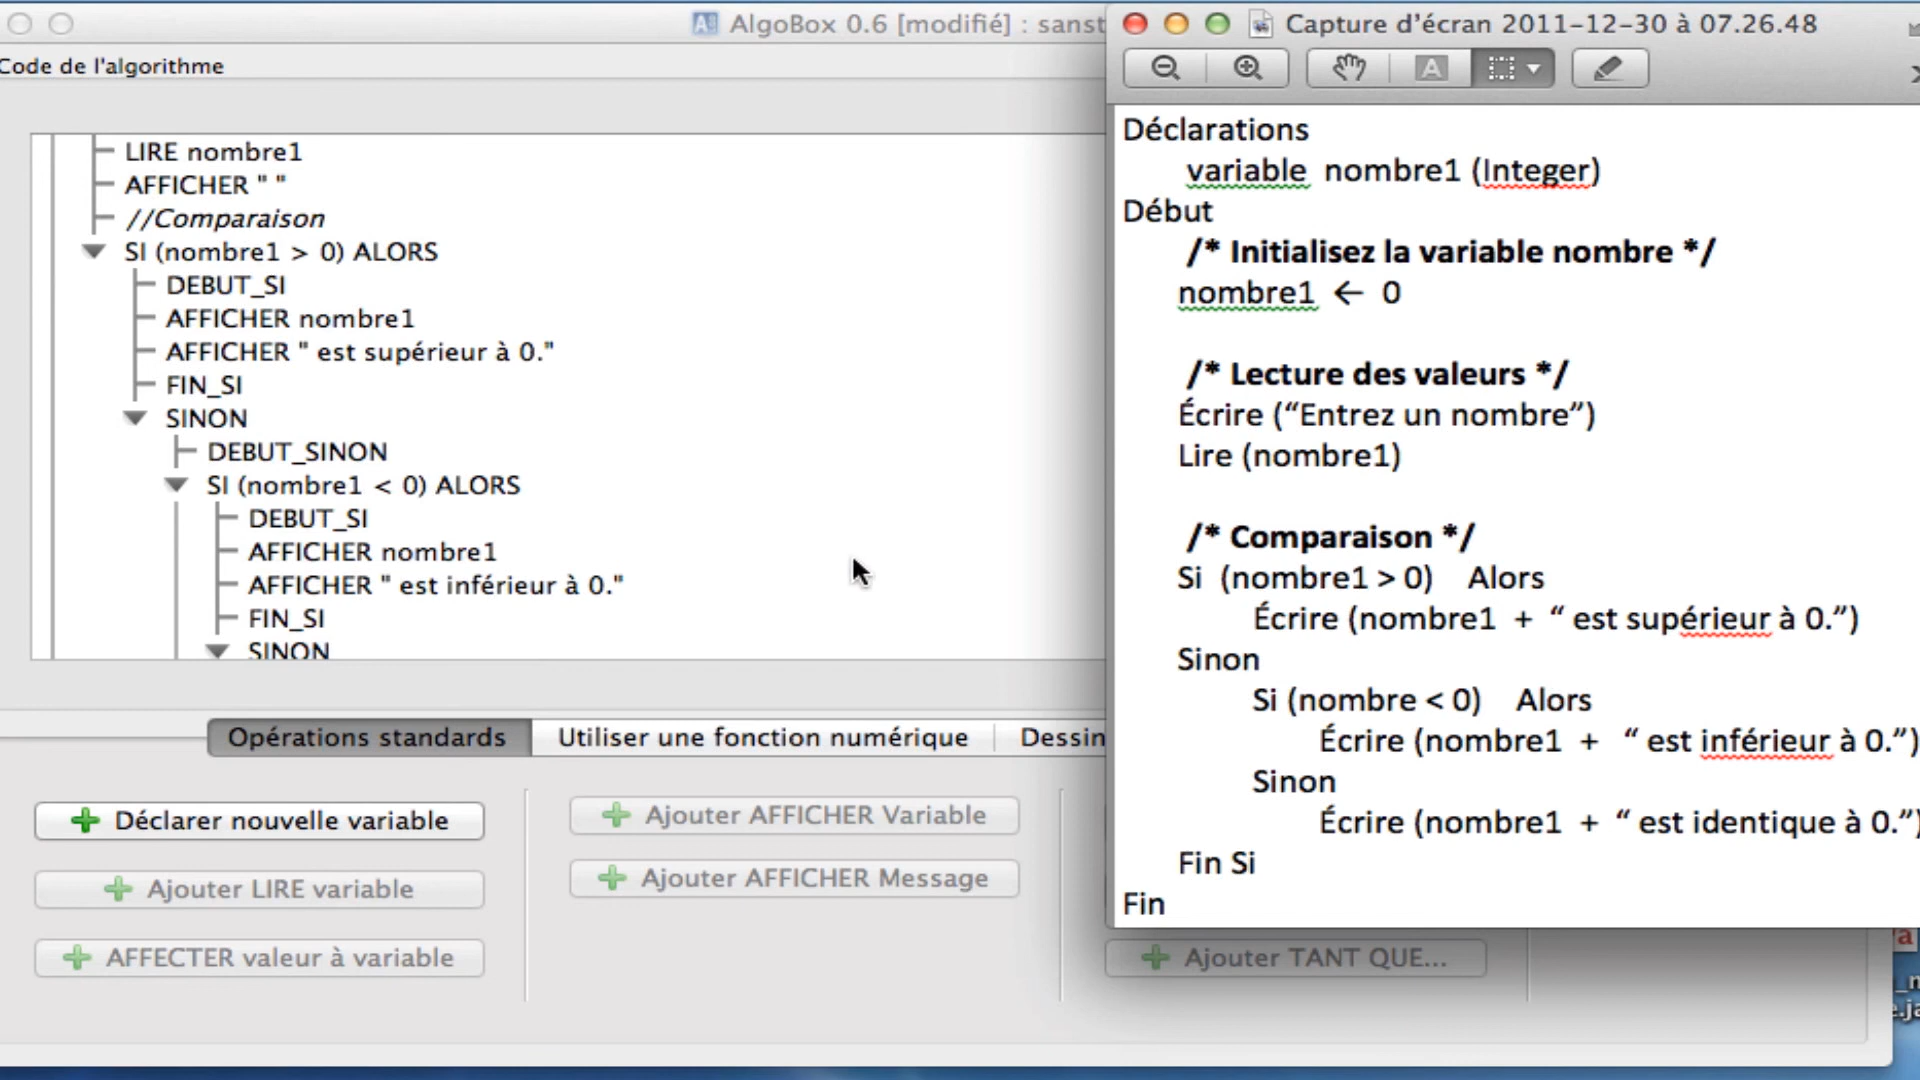 AlgoBox 0.6 [modifié] : sanst
Code de l'algorithme
LIRE nombre1
AFFICHER " "
//Comparaison
SI (nombre1 > 0) ALORS
DEBUT_SI
AFFICHER nombre1
AFFICHER " est supérieur à 0."
FIN_SI
SINON
DEBUT_SINON
SI (nombre1 < 0) ALORS
DEBUT_SI
AFFICHER nombre1
AFFICHER " est inférieur à 0."
FIN_SI
SINON
Opérations standards
Utiliser une fonction numérique
Dessin
Déclarer nouvelle variable
Ajouter LIRE variable
AFFECTER valeur à variable
Ajouter AFFICHER Variable
Ajouter AFFICHER Message
Ajouter TANT QUE...
Capture d'écran 2011-12-30 à 07.26.48
A
Déclarations
variable nombre1 (Integer)
Début
/* Initialisez la variable nombre */
nombre1 ← 0
/* Lecture des valeurs */
Écrire (“Entrez un nombre”)
Lire (nombre1)
/* Comparaison */
Si (nombre1 > 0) Alors
Écrire (nombre1 + “ est supérieur à 0.”)
Sinon
Si (nombre < 0) Alors
Écrire (nombre1 + “ est inférieur à 0.”)
Sinon
Écrire (nombre1 + “ est identique à 0.”)
Fin Si
Fin